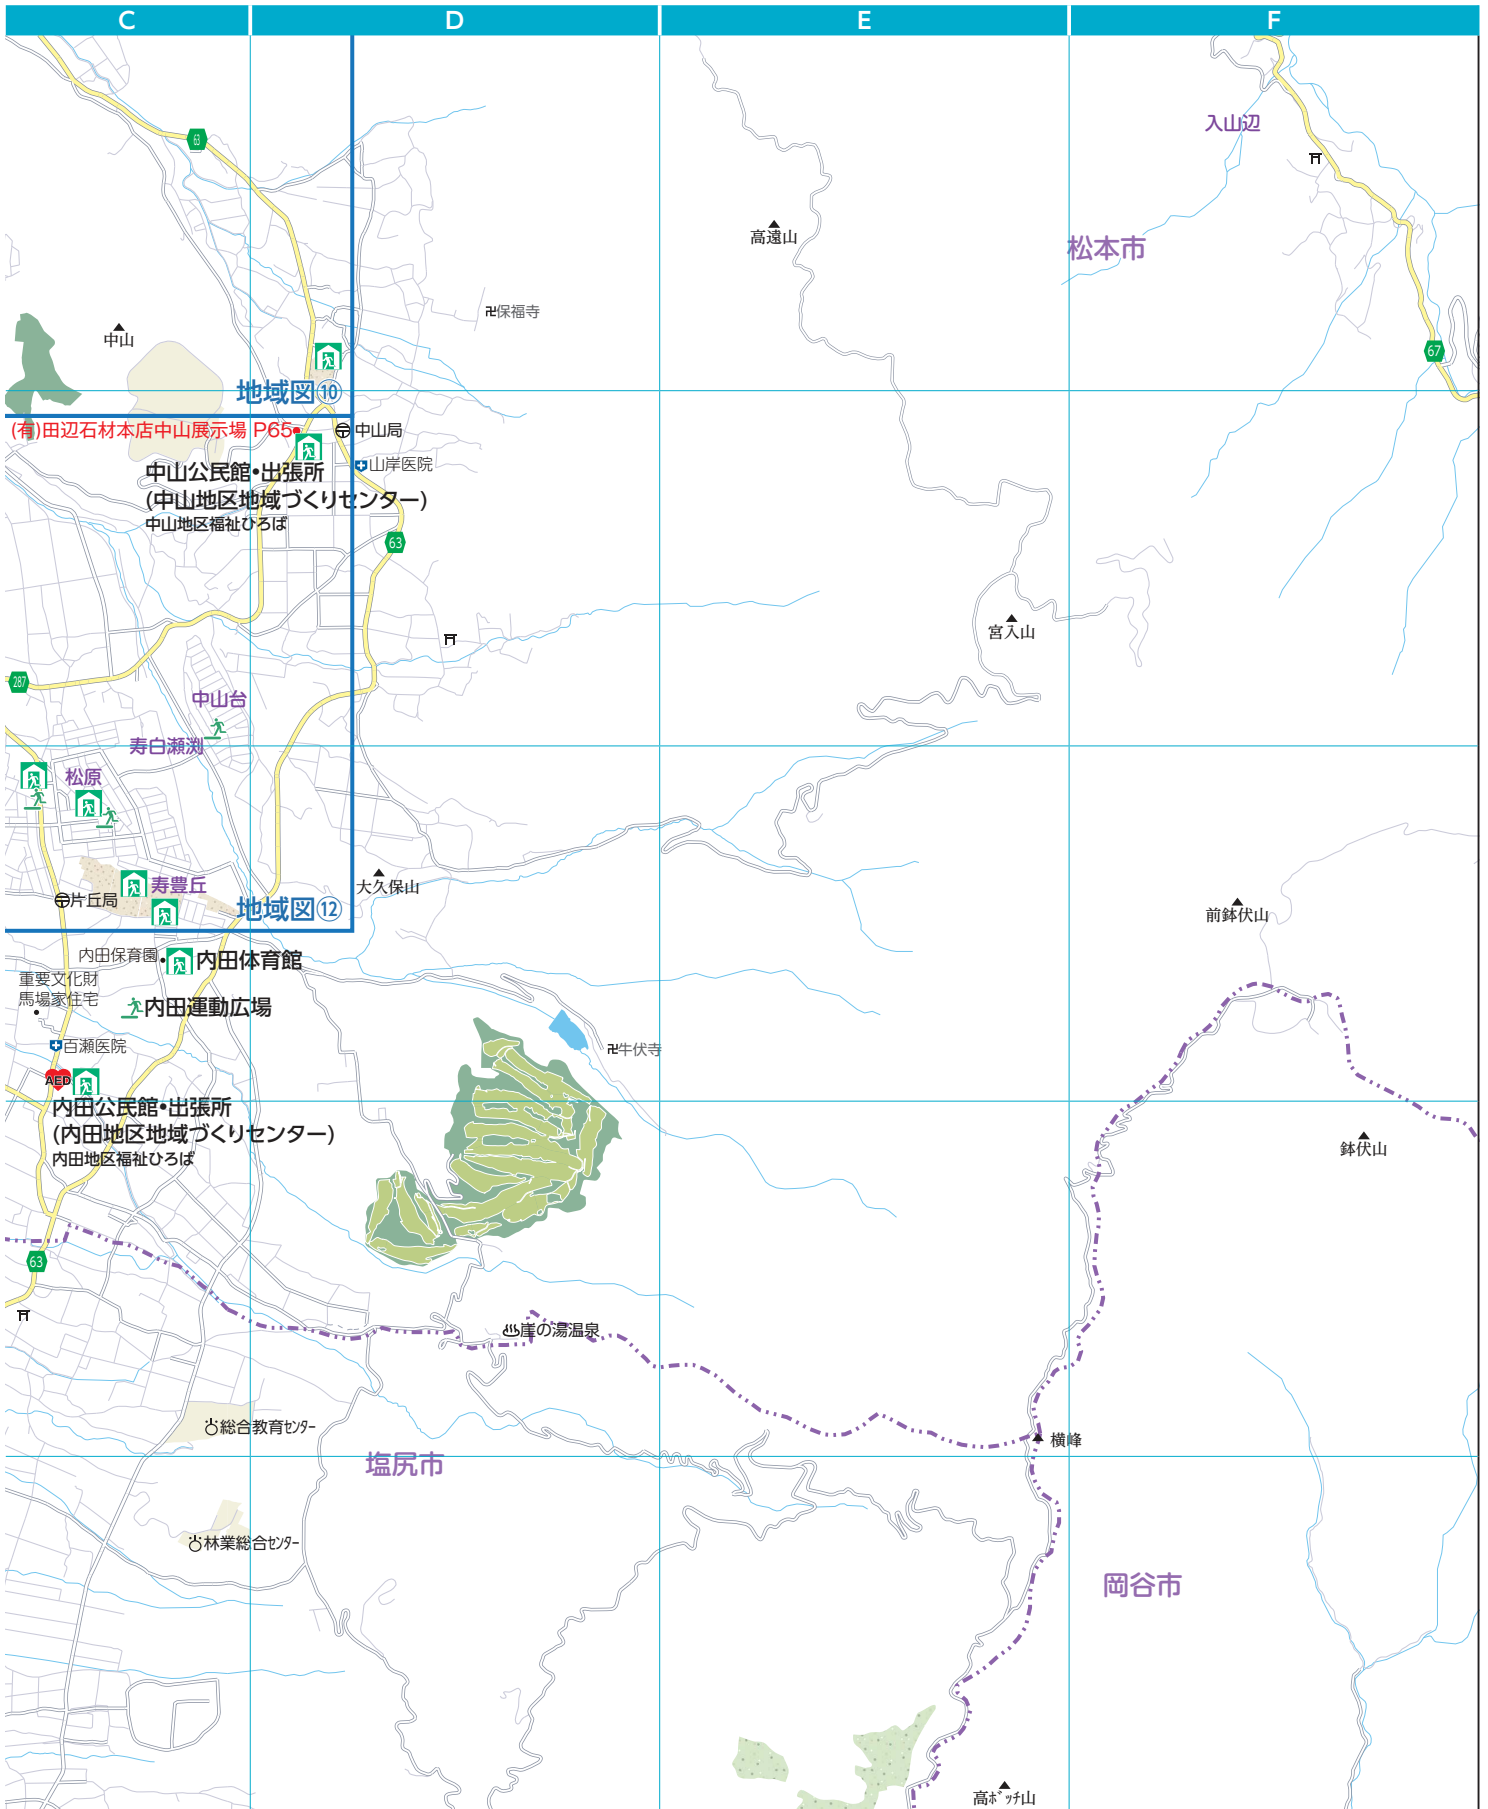 C
D
E
F
63
入山辺
高遠山
松本市
保福寺
中山
67
地域図⑩
(有)田辺石材本店中山展示場 P65
中山局
山岸医院
中山公民館・出張所
(中山地区地域づくりセンター)
中山地区福祉ひろば
63
宮入山
287
中山台
寿白瀬渕
松原
寿豊丘
大久保山
片丘局
地域図⑫
前鉢伏山
内田保育園
内田体育館
重要文化財
馬場家住宅
内田運動広場
百瀬医院
牛伏寺
AED
内田公民館・出張所
(内田地区地域づくりセンター)
内田地区福祉ひろば
鉢伏山
63
崖の湯温泉
総合教育センター
横峰
塩尻市
林業総合センター
岡谷市
高ボッチ山